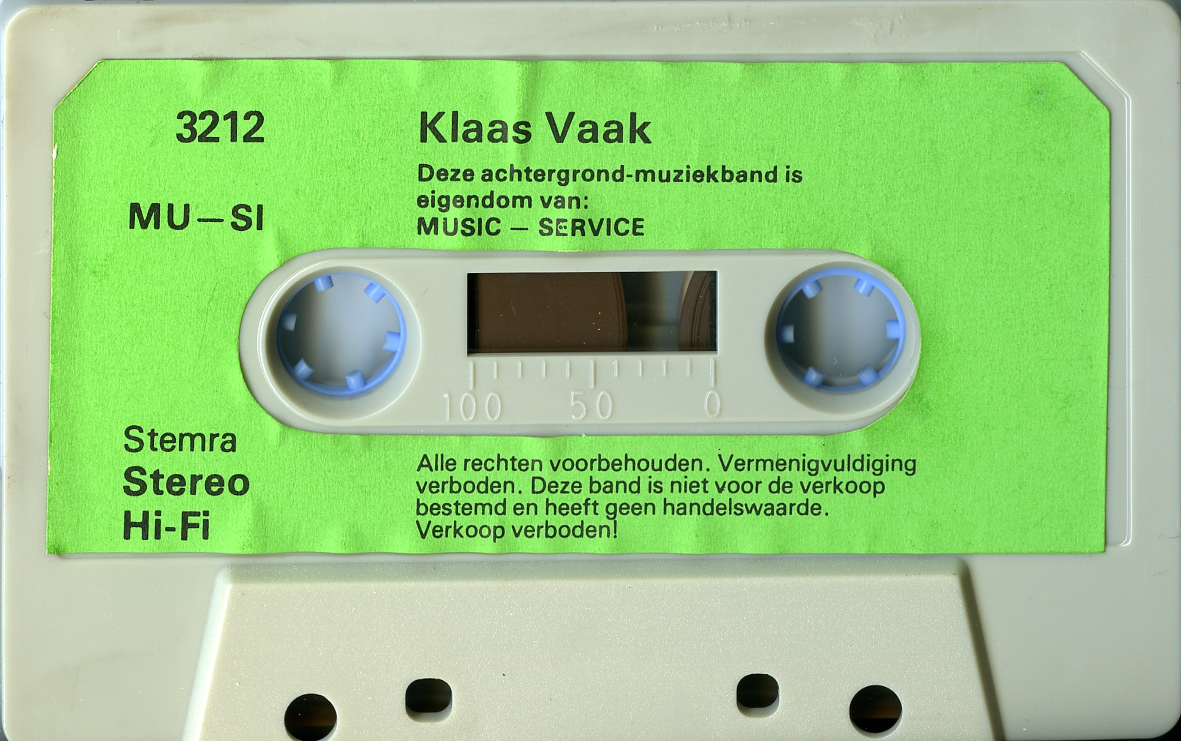 3212
Klaas Vaak
Deze achtergrond-muziekband is
eigendom van:
MU–SI
MUSIC – SERVICE
100 50 0
Stemra
Stereo
Hi-Fi
Alle rechten voorbehouden. Vermenigvuldiging
verboden. Deze band is niet voor de verkoop
bestemd en heeft geen handelswaarde.
Verkoop verboden!